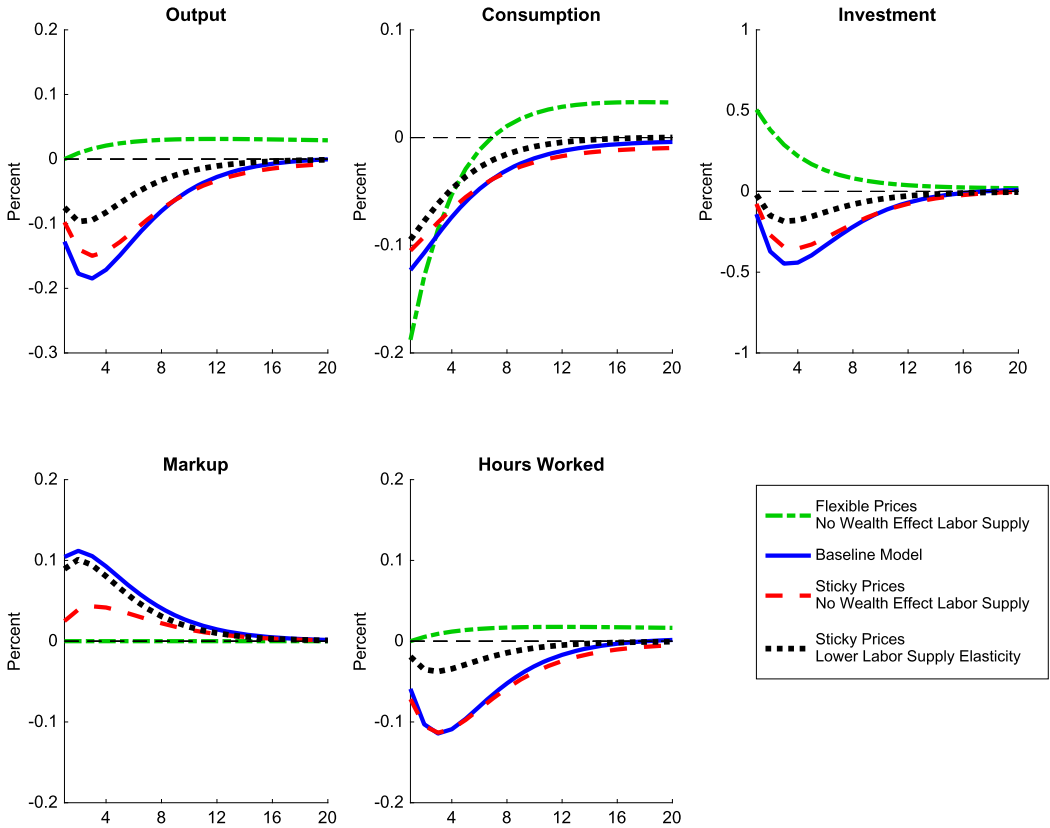 Output
Percent
0.2
0.1
0
-0.1
-0.2
-0.3
4 8 12 16 20
Consumption
Percent
0.1
0
-0.1
-0.2
4 8 12 16 20
Investment
Percent
1
0.5
0
-0.5
-1
4 8 12 16 20
Markup
Percent
0.2
0.1
0
-0.1
-0.2
4 8 12 16 20
Hours Worked
Percent
0.2
0.1
0
-0.1
-0.2
4 8 12 16 20
Flexible Prices
No Wealth Effect Labor Supply
Baseline Model
Sticky Prices
No Wealth Effect Labor Supply
Sticky Prices
Lower Labor Supply Elasticity